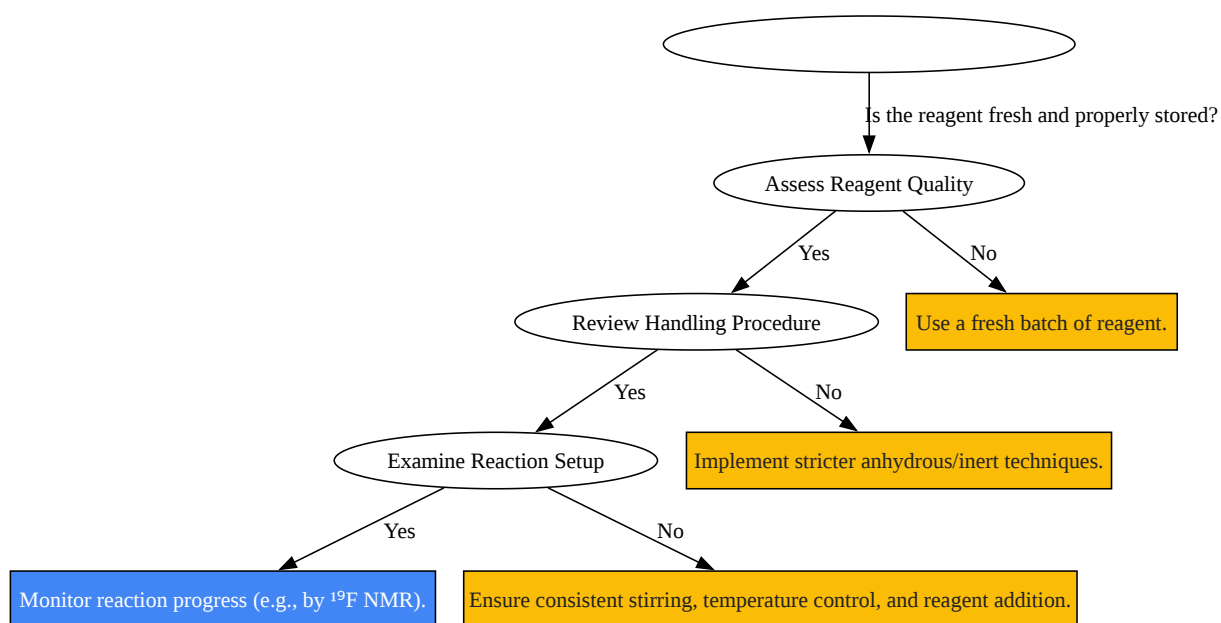 Is the reagent fresh and properly stored?
Assess Reagent Quality
Yes
No
Review Handling Procedure
Use a fresh batch of reagent.
Yes
No
Examine Reaction Setup
Implement stricter anhydrous/inert techniques.
Yes
No
Monitor reaction progress (e.g., by ¹⁹F NMR).
Ensure consistent stirring, temperature control, and reagent addition.